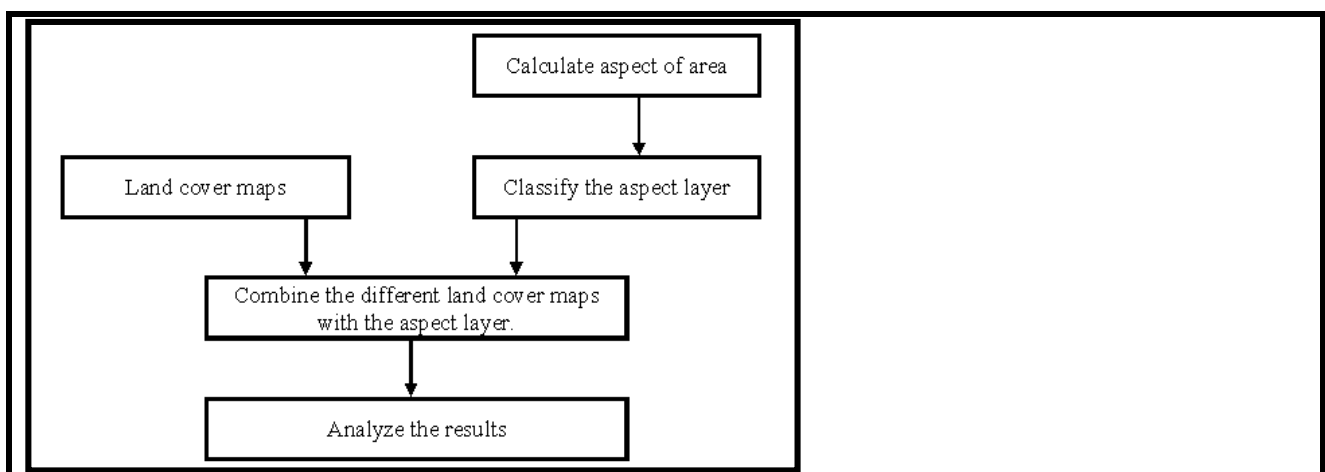 Calculate aspect of area
Land cover maps
Classify the aspect layer
Combine the different land cover maps
with the aspect layer.
Analyze the results